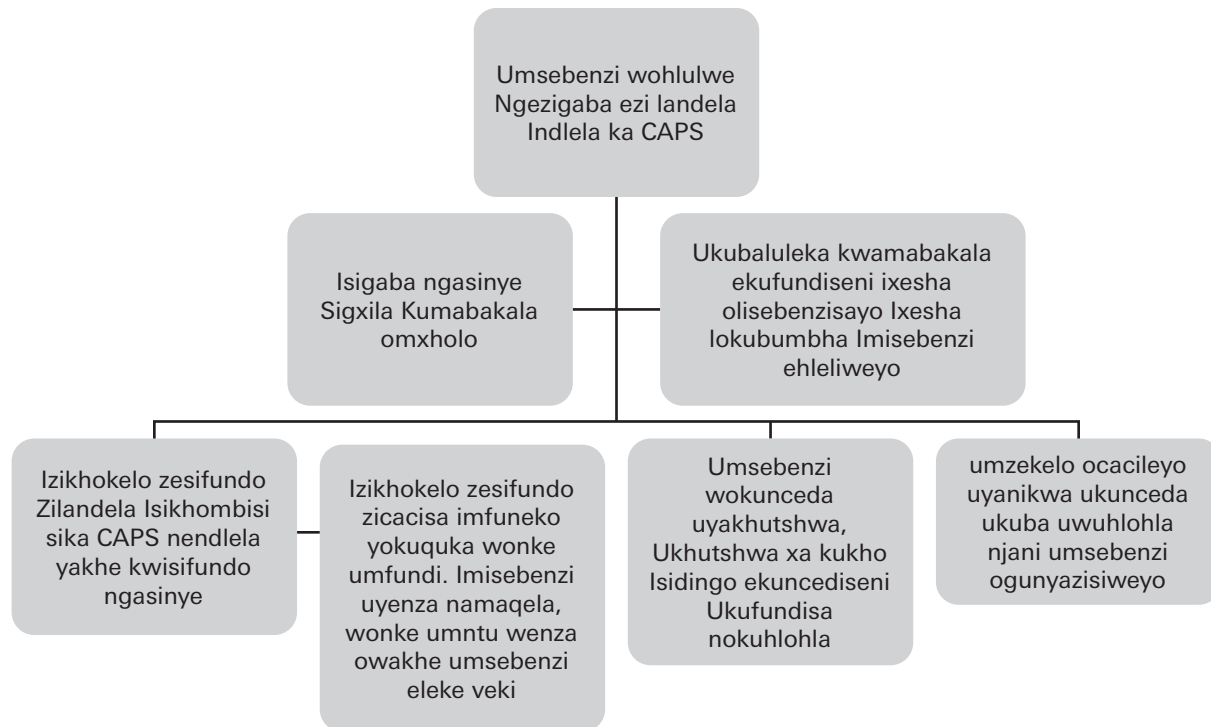 Umsebenzi wohlulwe
Ngezigaba ezi landela
Indlela ka CAPS
Isigaba ngasinye
Sigxila Kumabakala
omxholo
Ukubaluleka kwamabakala
ekufundiseni ixesha
olisebenzisayo Ixesha
lokubumbha Imisebenzi
ehleliweyo
Izikhokelo zesifundo
Zilandela Isikhombisi
sika CAPS nendlela
yakhe kwisifundo
ngasinye
Izikhokelo zesifundo
zicacisa imfuneko
yokuquka wonke
umfundi. Imisebenzi
uyenza namaqela,
wonke umntu wenza
owakhe umsebenzi
eleke veki
Umsebenzi
wokunceda
uyakhutshwa,
Ukhutshwa xa kukho
Isidingo ekuncediseni
Ukufundisa
nokuhlohla
umzekelo ocacileyo
uyanikwa ukunceda
ukuba uwuhlohla
njani umsebenzi
ogunyazisiweyo